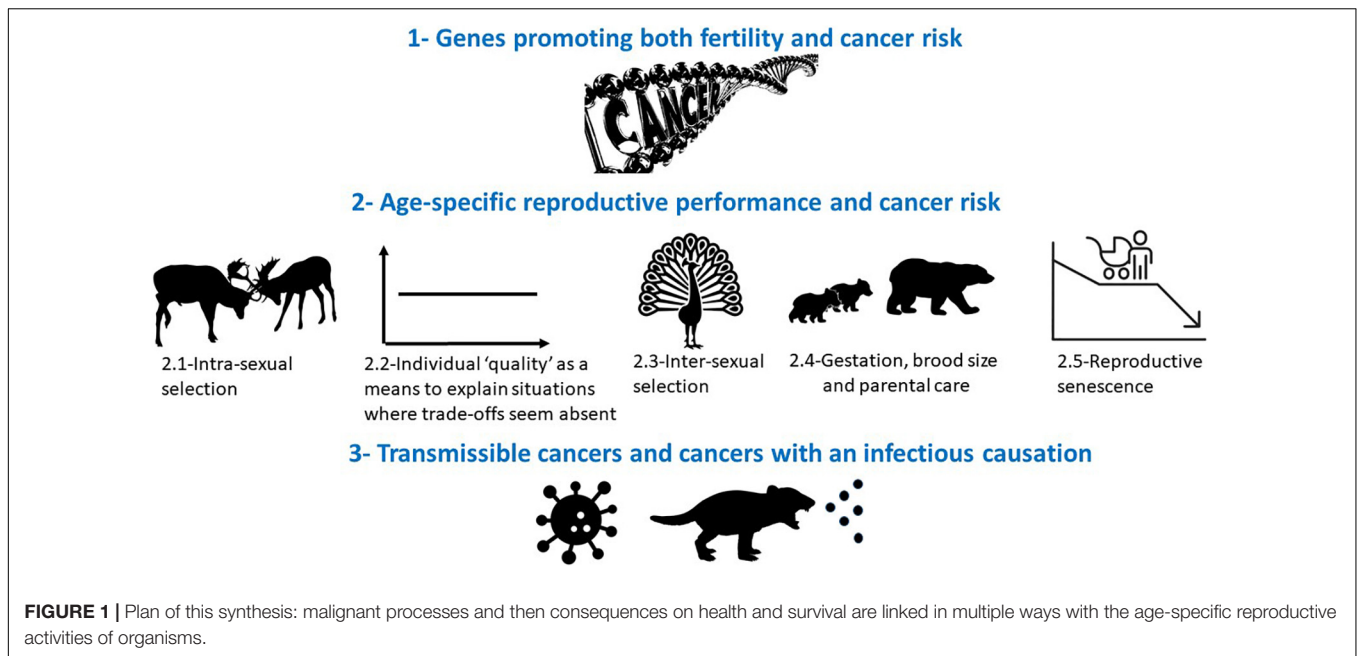 1- Genes promoting both fertility and cancer risk
CANCER
2- Age-specific reproductive performance and cancer risk
2.1-Intra-sexual
selection
2.2-Individual 'quality' as a
means to explain situations
where trade-offs seem absent
2.3-Inter-sexual
selection
2.4-Gestation, brood size
and parental care
2.5-Reproductive
senescence
3- Transmissible cancers and cancers with an infectious causation
FIGURE 1 | Plan of this synthesis: malignant processes and then consequences on health and survival are linked in multiple ways with the age-specific reproductive
activities of organisms.